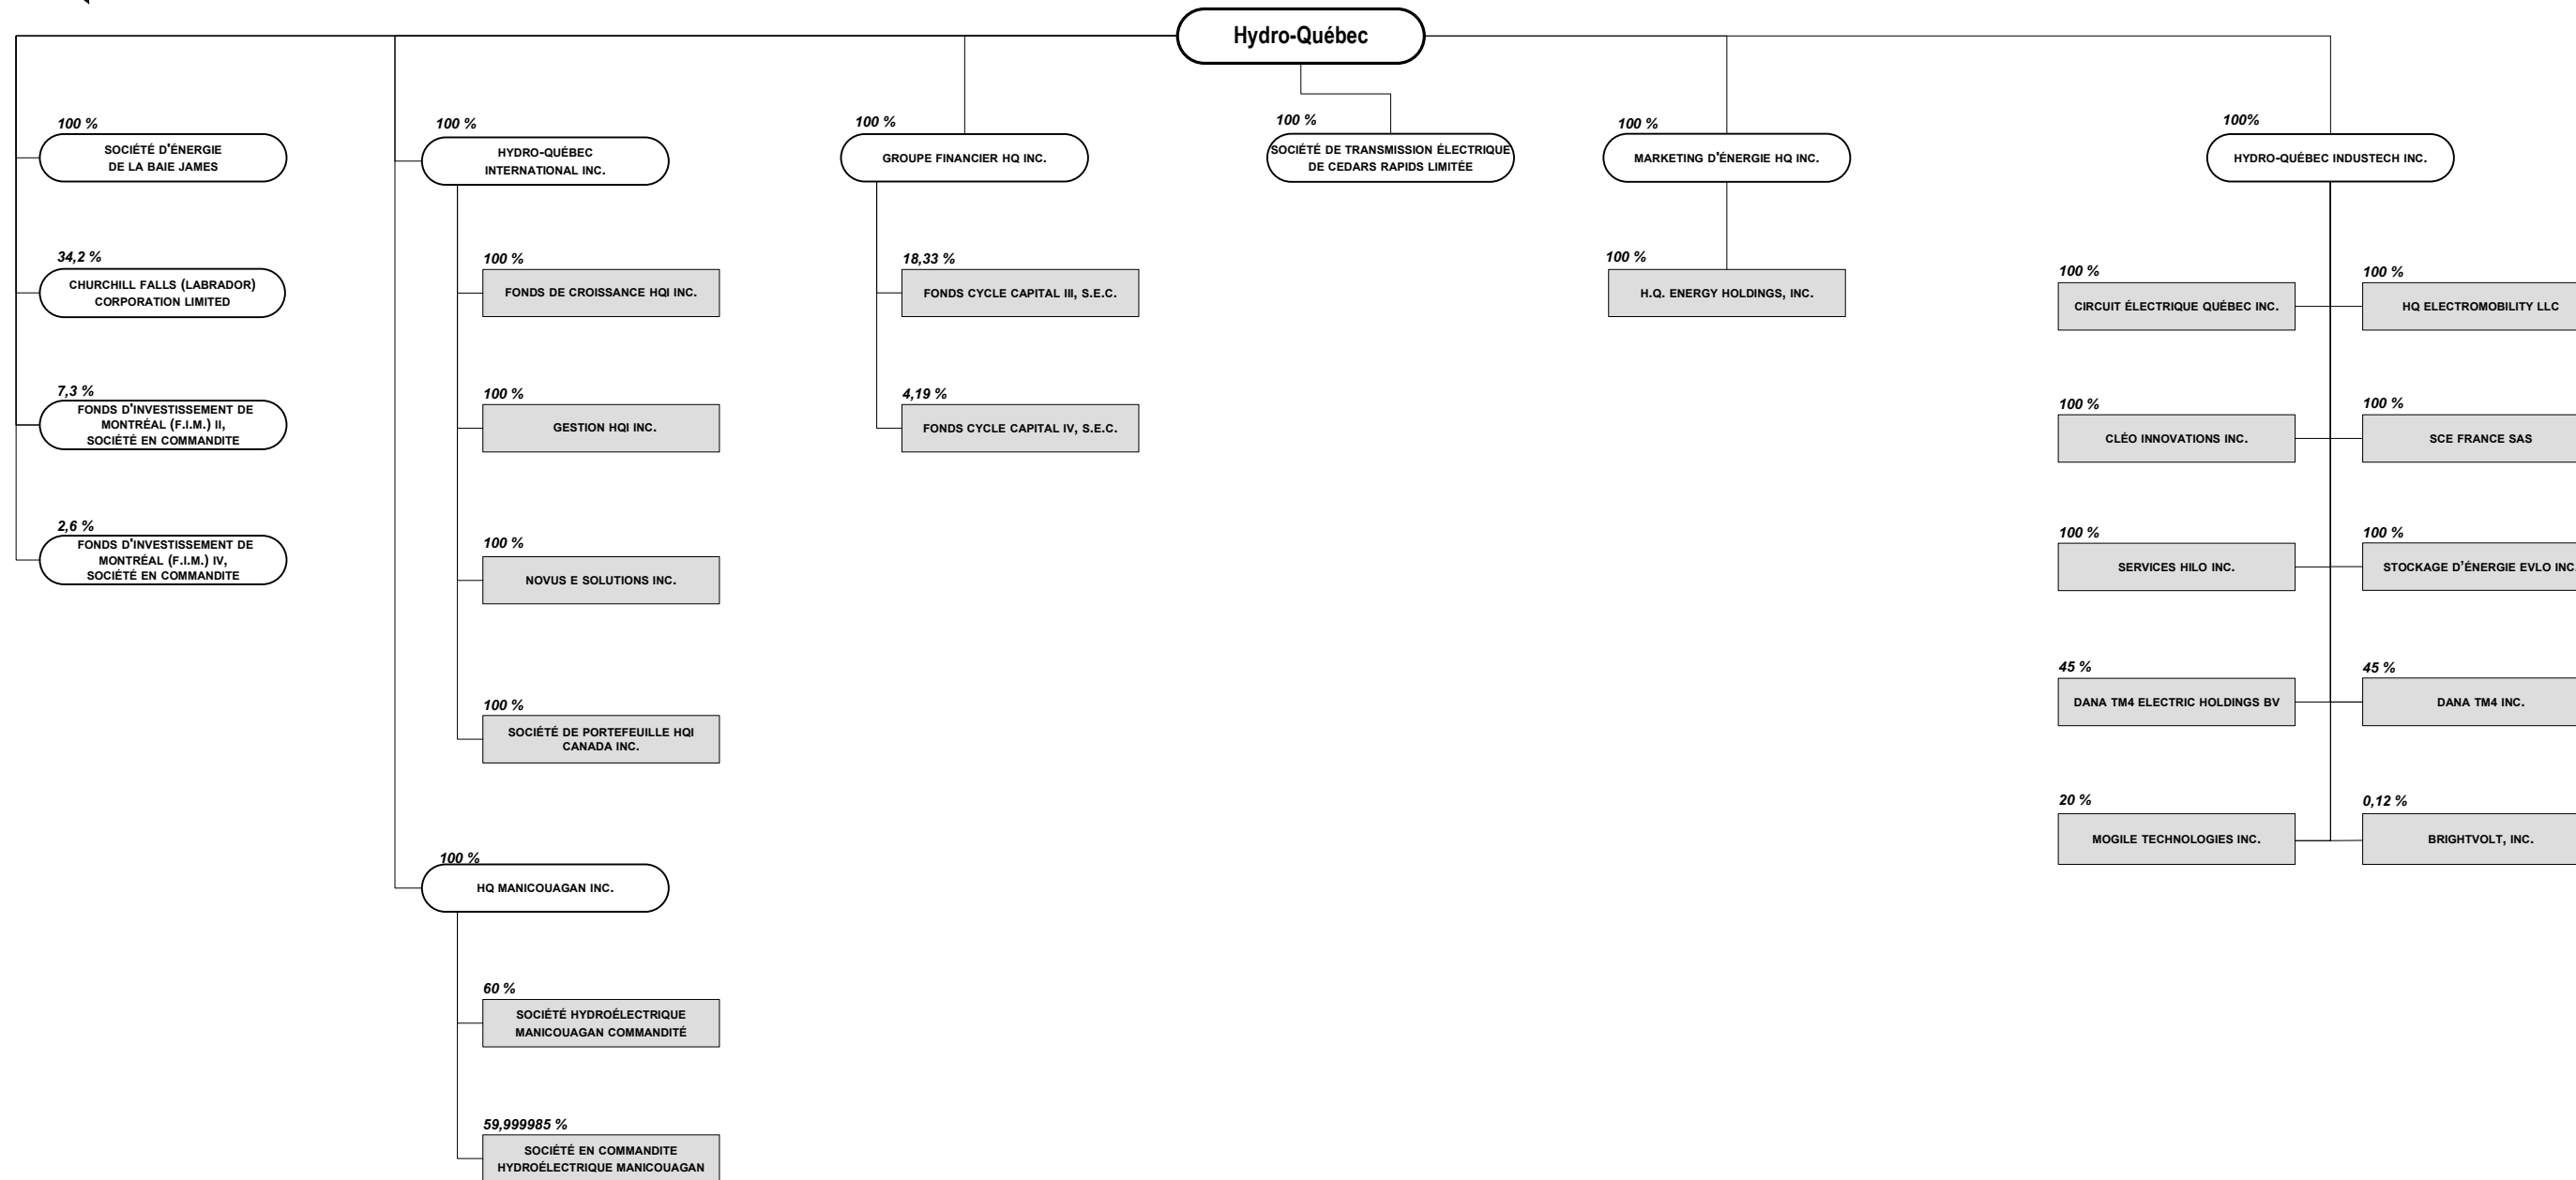 Hydro-Québec
100 %
SOCIÉTÉ D'ÉNERGIE
DE LA BAIE JAMES
34,2 %
CHURCHILL FALLS (LABRADOR)
CORPORATION LIMITED
7,3 %
FONDS D'INVESTISSEMENT DE
MONTRÉAL (F.I.M.) II,
SOCIÉTÉ EN COMMANDITE
2,6 %
FONDS D'INVESTISSEMENT DE
MONTRÉAL (F.I.M.) IV,
SOCIÉTÉ EN COMMANDITE
100 %
HYDRO-QUÉBEC
INTERNATIONAL INC.
100 %
FONDS DE CROISSANCE HQI INC.
100 %
GESTION HQI INC.
100 %
NOVUS E SOLUTIONS INC.
100 %
SOCIÉTÉ DE PORTEFEUILLE HQI
CANADA INC.
100 %
HQ MANICOUAGAN INC.
60 %
SOCIÉTÉ HYDROÉLECTRIQUE
MANICOUAGAN COMMANDITÉ
59,999985 %
SOCIÉTÉ EN COMMANDITE
HYDROÉLECTRIQUE MANICOUAGAN
100 %
GROUPE FINANCIER HQ INC.
18,33 %
FONDS CYCLE CAPITAL III, S.E.C.
4,19 %
FONDS CYCLE CAPITAL IV, S.E.C.
100 %
SOCIÉTÉ DE TRANSMISSION ÉLECTRIQUE
DE CEDARS RAPIDS LIMITÉE
100 %
MARKETING D'ÉNERGIE HQ INC.
100 %
H.Q. ENERGY HOLDINGS, INC.
100%
HYDRO-QUÉBEC INDUSTECH INC.
100 %
CIRCUIT ÉLECTRIQUE QUÉBEC INC.
100 %
HQ ELECTROMOBILITY LLC
100 %
CLÉO INNOVATIONS INC.
100 %
SCE FRANCE SAS
100 %
SERVICES HILO INC.
100 %
STOCKAGE D’ÉNERGIE EVLO INC.
45 %
DANA TM4 ELECTRIC HOLDINGS BV
45 %
DANA TM4 INC.
20 %
MOGILE TECHNOLOGIES INC.
0,12 %
BRIGHTVOLT, INC.